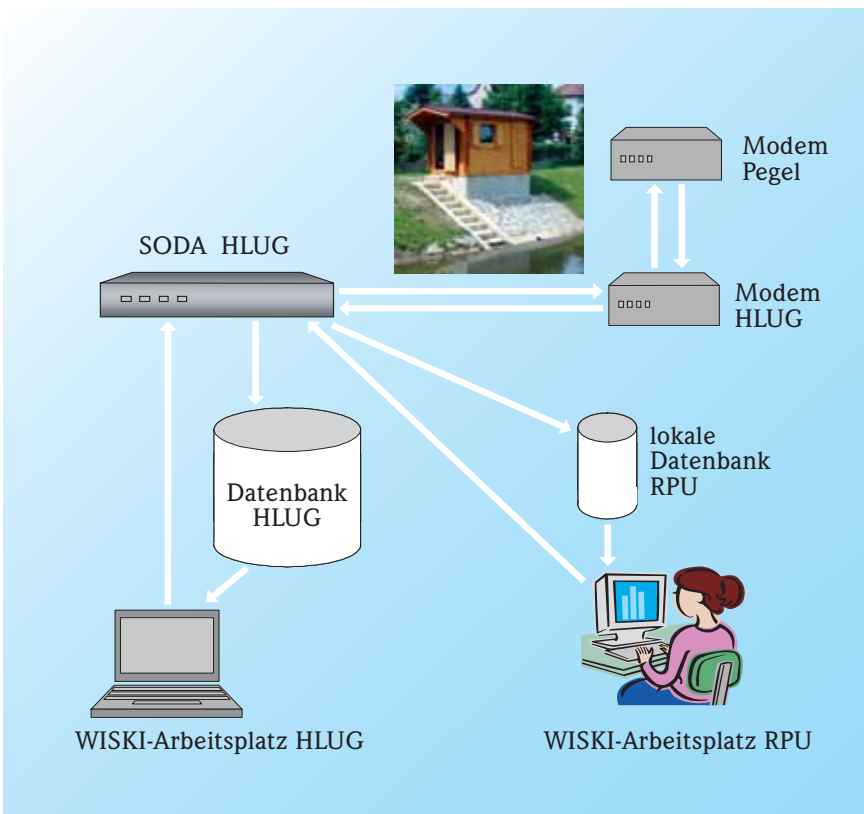 Modem
Pegel
SODA HLUG
Modem
HLUG
lokale
Datenbank
RPU
Datenbank
HLUG
WISKI-Arbeitsplatz HLUG
WISKI-Arbeitsplatz RPU